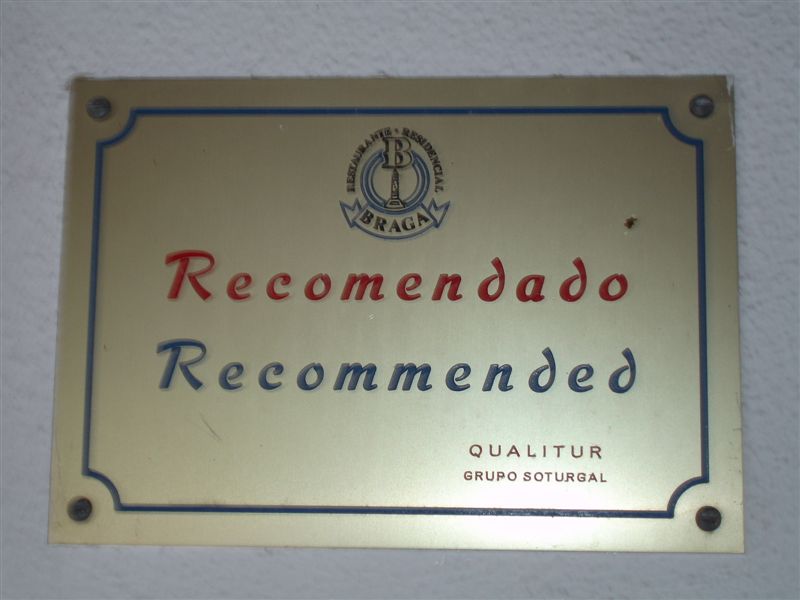 RESTAURANTE • RESIDENCIAL
B
BRAGA
Recomendado
Recommended
QUALITUR
GRUPO SOTURGAL